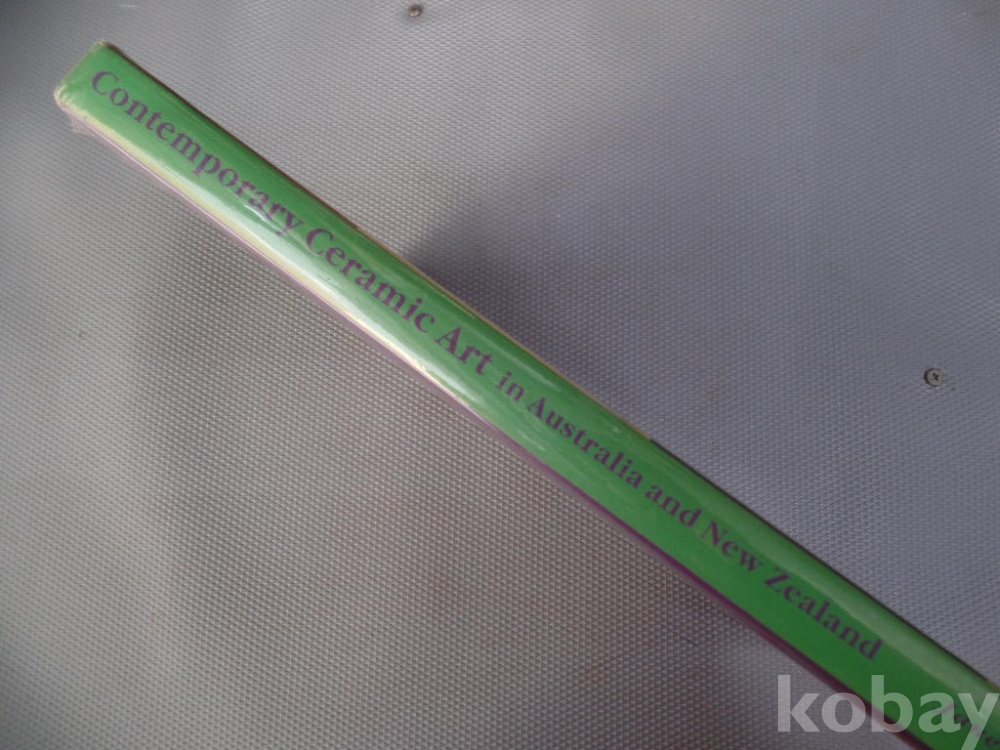 Contemporary Ceramic Art in Australia and New Zealand
kobay